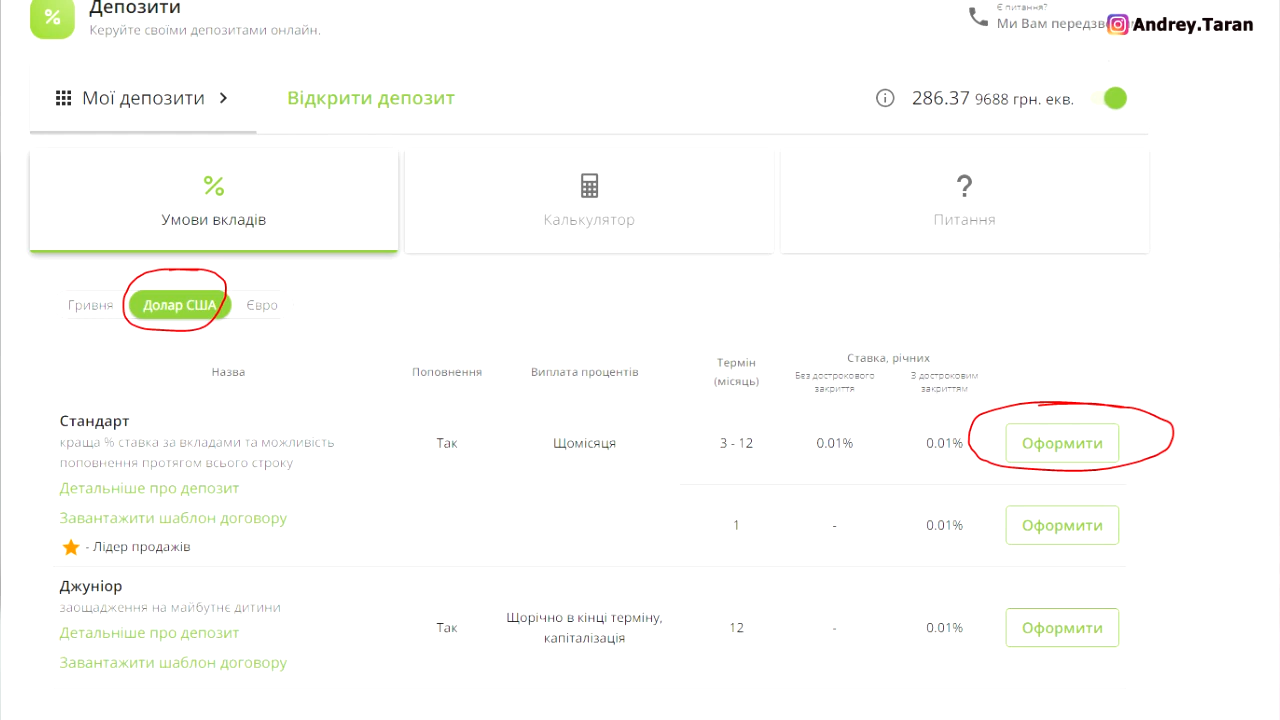 Депозити
Керуйте своїми депозитами онлайн.
Є питання?
Ми Вам передзв
Andrey.Taran
Мої депозити
Відкрити депозит
286.37 9688 грн. екв.
%
Умови вкладів
Калькулятор
?
Питання
Гривня
Долар США
Євро
Назва
Поповнення
Виплата процентів
Термін
(місяць)
Ставка, річних
Без дострокового
закриття
З достроковим
закриттям
Стандарт
краща % ставка за вкладами та можливість
поповнення протягом всього строку
Детальніше про депозит
Завантажити шаблон договору
- Лідер продажів
Так
Щомісяця
3 - 12
0.01%
0.01%
Оформити
1
-
0.01%
Оформити
Джуніор
заощадження на майбутнє дитини
Детальніше про депозит
Завантажити шаблон договору
Так
Щорічно в кінці терміну,
капіталізація
12
-
0.01%
Оформити